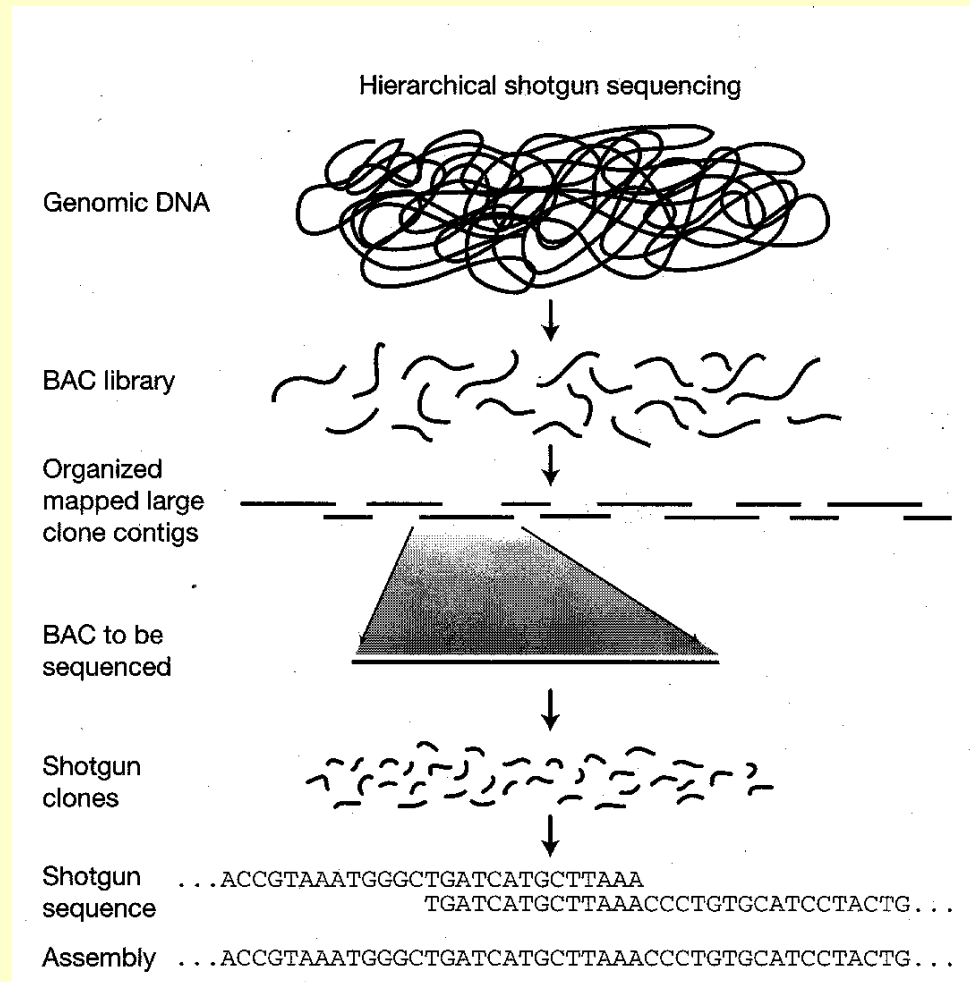 Hierarchical shotgun sequencing
Genomic DNA
BAC library
Organized
mapped large
clone contigs
BAC to be
sequenced
Shotgun
clones
Shotgun
sequence
...ACCGTAAATGGGCTGATCATGCTTAAA
TGATCATGCTTAAACCCTGTGCATCCTACTG...
Assembly ...ACCGTAAATGGGCTGATCATGCTTAAACCCTGTGCATCCTACTG...